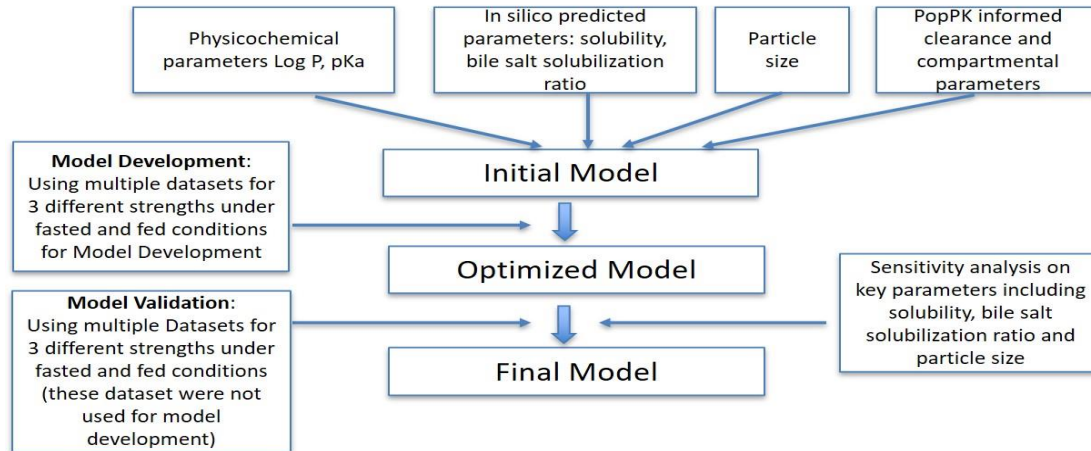 Physicochemical
parameters Log P, pKa
In silico predicted
parameters: solubility,
bile salt solubilization
ratio
Particle
size
PopPK informed
clearance and
compartmental
parameters
Initial Model
Model Development:
Using multiple datasets for
3 different strengths under
fasted and fed conditions
for Model Development
Optimized Model
Model Validation:
Using multiple Datasets for
3 different strengths under
fasted and fed conditions
(these dataset were not
used for model
development)
Sensitivity analysis on
key parameters including
solubility, bile salt
solubilization ratio and
particle size
Final Model